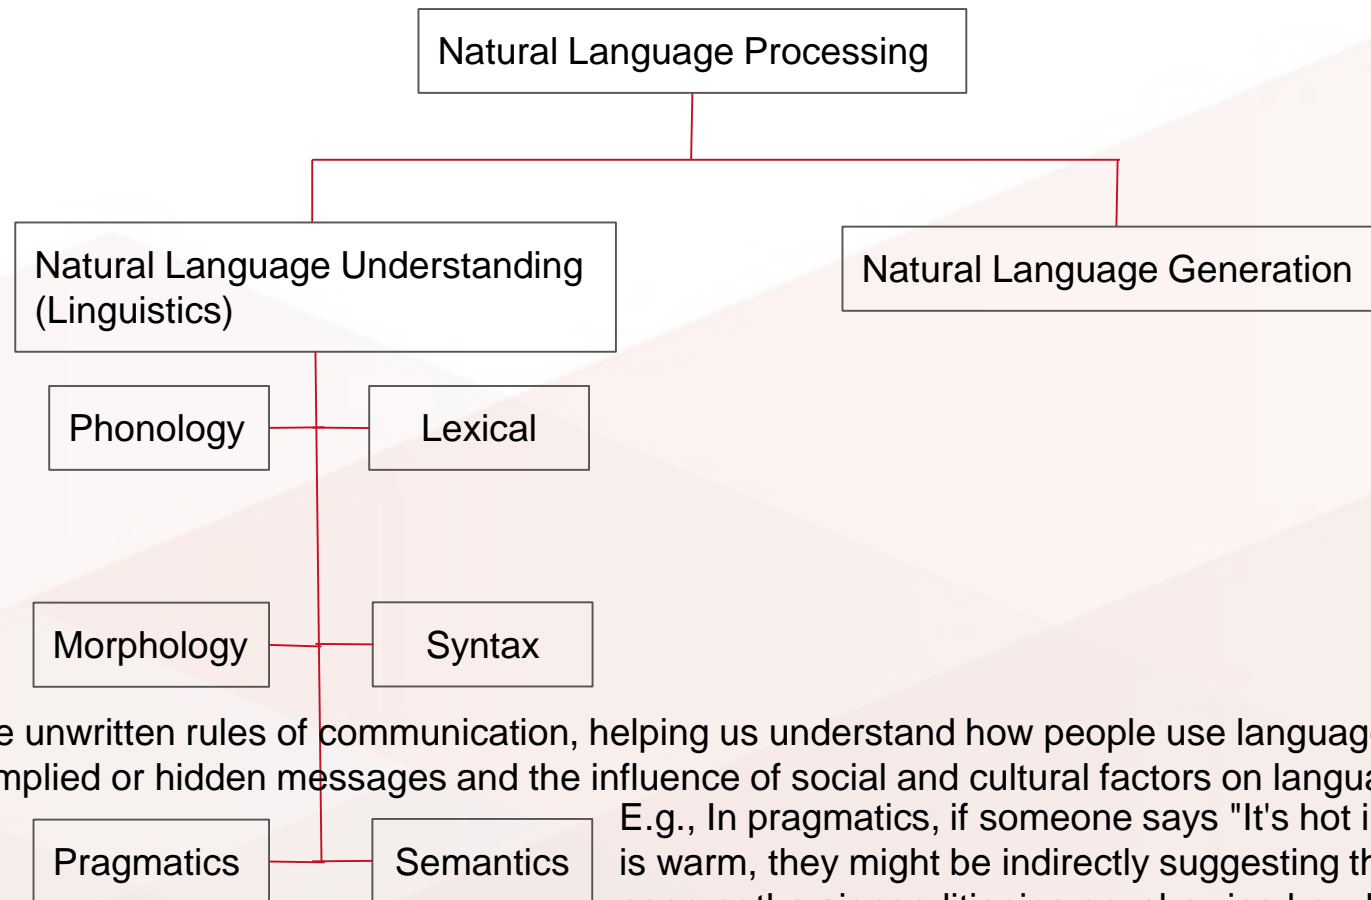 Natural Language Processing
Natural Language Understanding
(Linguistics)
Natural Language Generation
Phonology
Lexical
Morphology
Syntax
e unwritten rules of communication, helping us understand how people use languag
mplied or hidden messages and the influence of social and cultural factors on langua
E.g., In pragmatics, if someone says "It's hot i
Pragmatics
Semantics
is warm, they might be indirectly suggesting th